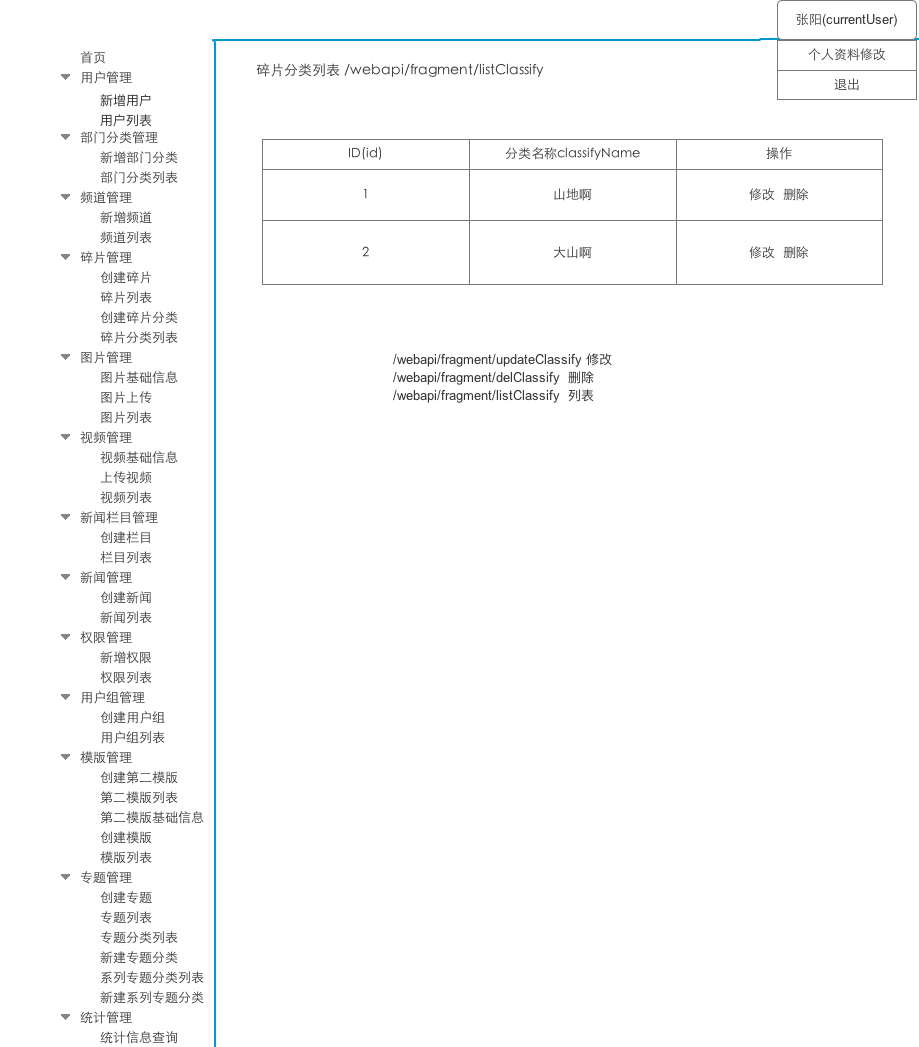 张阳(currentUser)
个人资料修改
退出
首页
用户管理
新增用户
用户列表
部门分类管理
新增部门分类
部门分类列表
频道管理
新增频道
频道列表
碎片管理
创建碎片
碎片列表
创建碎片分类
碎片分类列表
图片管理
图片基础信息
图片上传
图片列表
视频管理
视频基础信息
上传视频
视频列表
新闻栏目管理
创建栏目
栏目列表
新闻管理
创建新闻
新闻列表
权限管理
新增权限
权限列表
用户组管理
创建用户组
用户组列表
模版管理
创建第二模版
第二模版列表
第二模版基础信息
创建模版
模版列表
专题管理
创建专题
专题列表
专题分类列表
新建专题分类
系列专题分类列表
新建系列专题分类
统计管理
统计信息查询
碎片分类列表 /webapi/fragment/listClassify
ID(id) 分类名称classifyName 操作
1 山地啊 修改 删除
2 大山啊 修改 删除
/webapi/fragment/updateClassify 修改
/webapi/fragment/delClassify 删除
/webapi/fragment/listClassify 列表